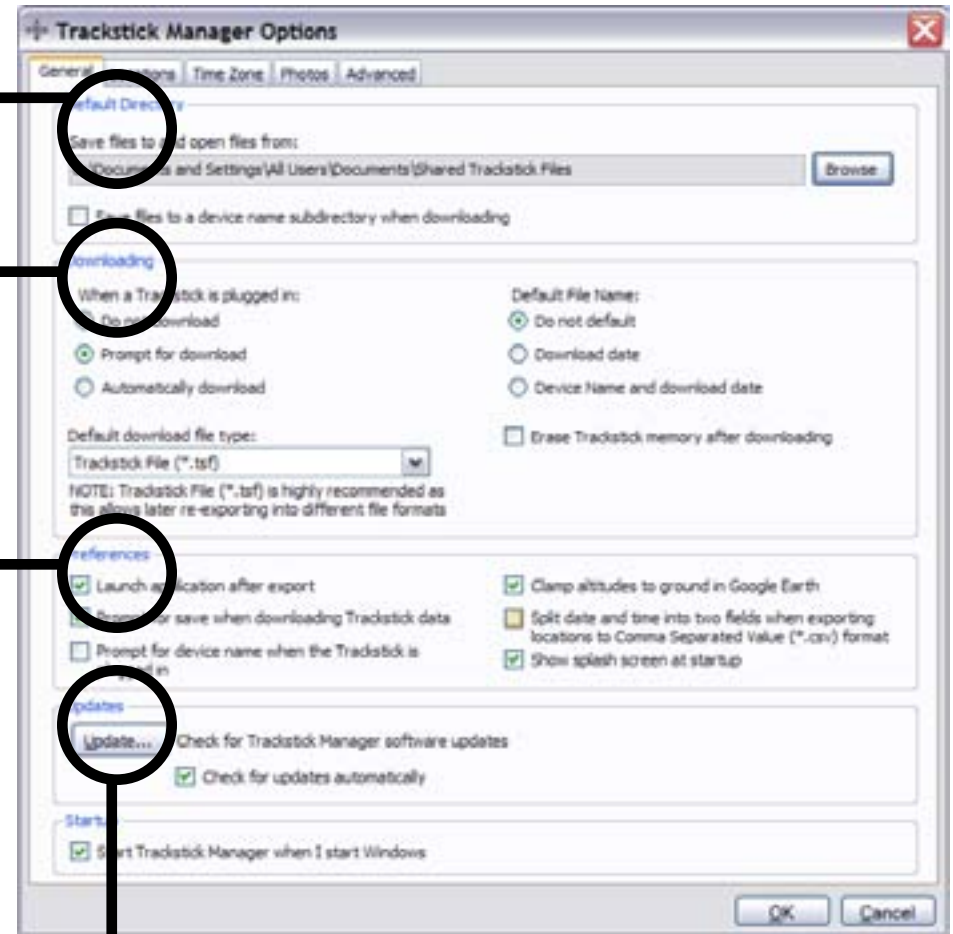 Trackstick Manager Options
General Time Zone Photos Advanced
Default Directory
Save files to and open files from:
Documents and Settings\All Users\Documents\Shared Trackstick Files
Browse
Save files to a device name subdirectory when downloading
Downloading
When a Trackstick is plugged in:
Do not download
Prompt for download
Automatically download
Default File Name:
Do not default
Download date
Device Name and download date
Default download file type:
Trackstick File (*.tsf)
NOTE: Trackstick File (*.tsf) is highly recommended as
this allows later re-exporting into different file formats
Erase Trackstick memory after downloading
Preferences
Launch application after export
Prompt for save when downloading Trackstick data
Prompt for device name when the Trackstick is
plugged in
Clamp altitudes to ground in Google Earth
Split date and time into two fields when exporting
locations to Comma Separated Value (*.csv) format
Show splash screen at startup
Updates
Update... Check for Trackstick Manager software updates
Check for updates automatically
Startup
Start Trackstick Manager when I start Windows
OK Cancel